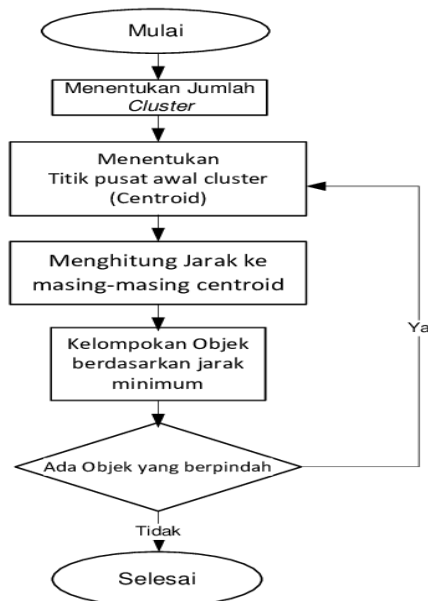 Mulai
Menentukan Jumlah
Cluster
Menentukan
Titik pusat awal cluster
(Centroid)
Menghitung Jarak ke
masing-masing centroid
Kelompokan Objek
berdasarkan jarak
minimum
Ya
Ada Objek yang berpindah
Tidak
Selesai